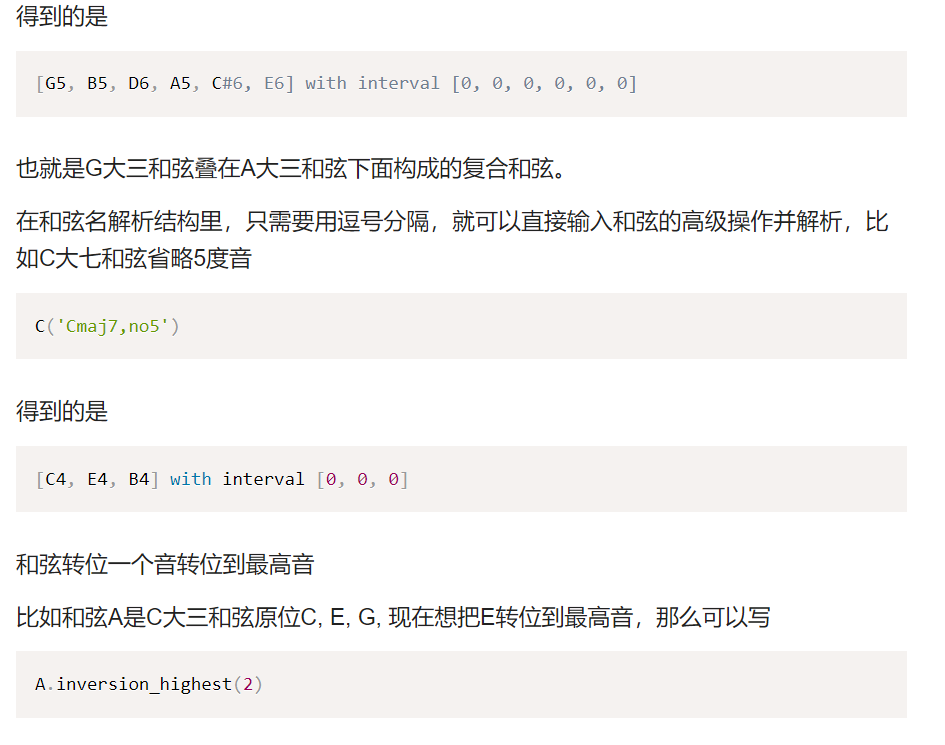 得到的是
[G5, B5, D6, A5, C#6, E6] with interval [0, 0, 0, 0, 0, 0]
也就是G大三和弦叠在A大三和弦下面构成的复合和弦。
在和弦名解析结构里，只需要用逗号分隔，就可以直接输入和弦的高级操作并解析，比
如C大七和弦省略5度音
C('Cmaj7,no5')
得到的是
[C4, E4, B4] with interval [0, 0, 0]
和弦转位一个音转位到最高音
比如和弦A是C大三和弦原位C, E, G, 现在想把E转位到最高音，那么可以写
A.inversion_highest(2)